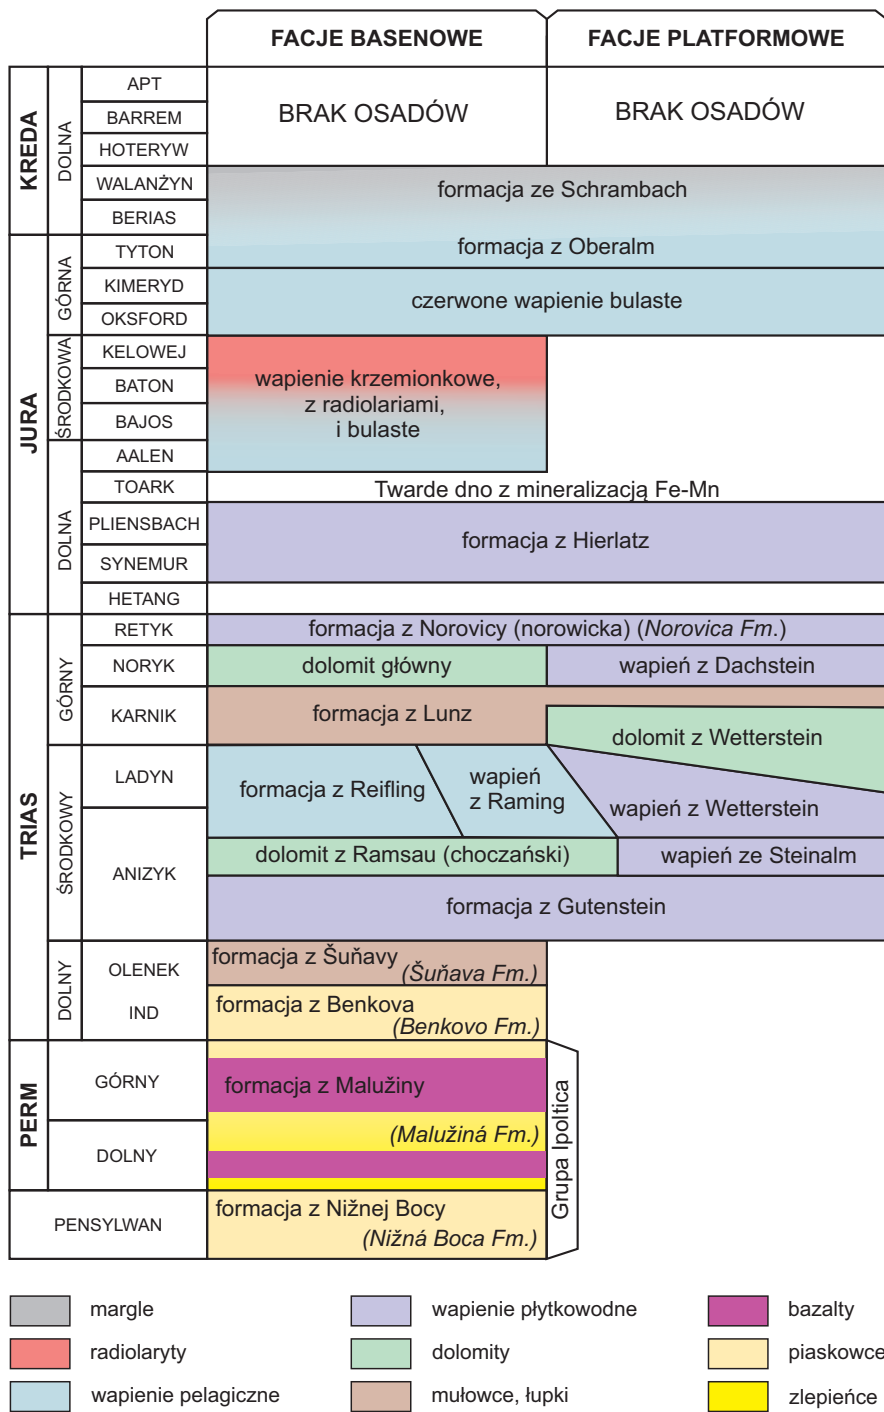 FACJE BASENOWE
FACJE PLATFORMOWE
KREDA
DOLNA
APT
BARREM
HOTERYW
WALANŻYN
BERIAS
BRAK OSADÓW
BRAK OSADÓW
formacja ze Schrambach
formacja z Oberalm
JURA
GÓRNA
TYTON
KIMERYD
OKSFORD
czerwone wapienie bulaste
ŚRODKOWA
KELOWEJ
BATON
BAJOS
AALEN
wapienie krzemionkowe,
z radiolariami,
i bulaste
DOLNA
TOARK
PLIENSBACH
SYNEMUR
HETANG
Twarde dno z mineralizacją Fe-Mn
formacja z Hierlatz
TRIAS
GÓRNY
RETYK
NORYK
KARNIK
formacja z Norovicy (norowicka) (Norovica Fm.)
dolomit główny
wapień z Dachstein
formacja z Lunz
dolomit z Wetterstein
ŚRODKOWY
LADYN
ANIZYK
formacja z Reifling
wapień
z Raming
wapień z Wetterstein
dolomit z Ramsau (choczański)
wapień ze Steinalm
formacja z Gutenstein
DOLNY
OLENEK
IND
formacja z Šuňavy
(Šuňava Fm.)
formacja z Benkova
(Benkovo Fm.)
PERM
GÓRNY
DOLNY
formacja z Malužiny
(Malužiná Fm.)
PENSYLWAN
formacja z Nižnej Bocy
(Nižná Boca Fm.)
Grupa Ipoltica
margle
wapienie płytkowodne
bazalty
radiolaryty
dolomity
piaskowce
wapienie pelagiczne
mułowce, łupki
zlepieńce